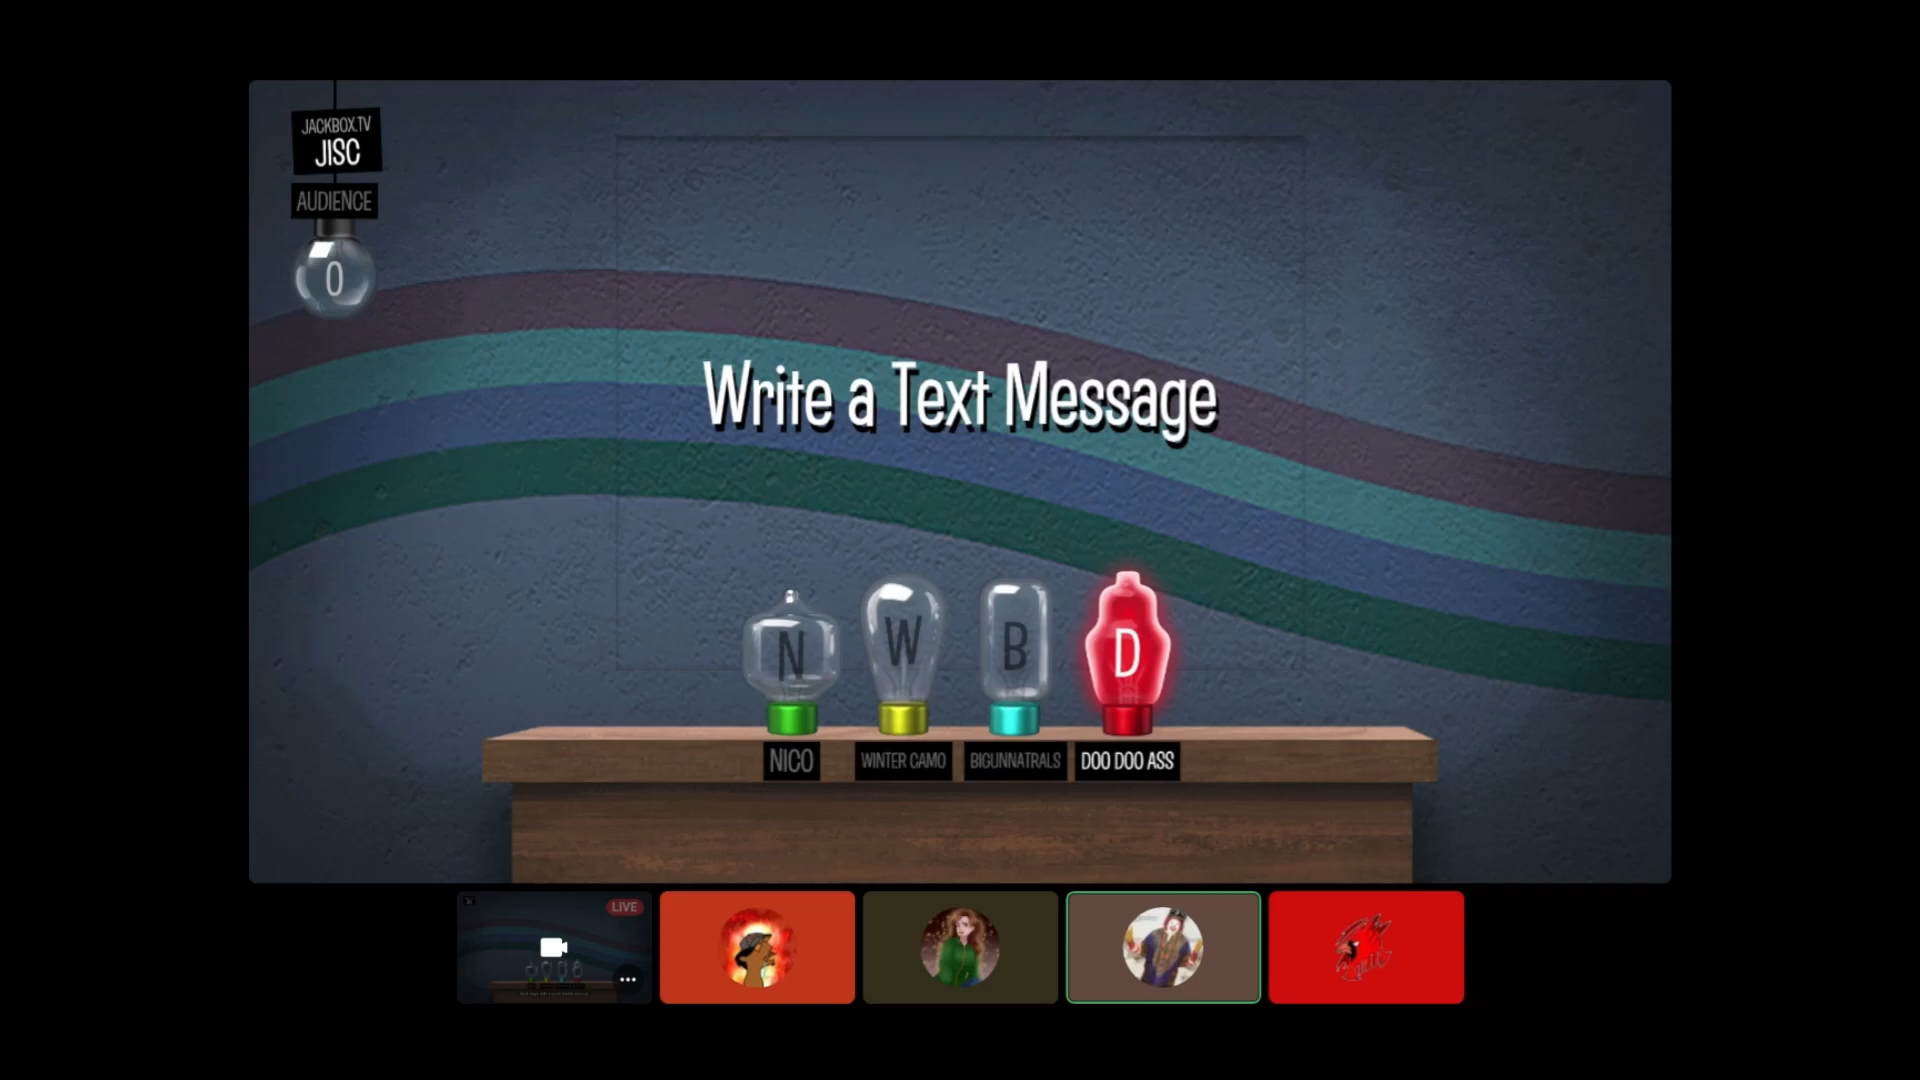 JACKBOX.TV
JISC
AUDIENCE
0
Write a Text Message
N W B D
NICO WINTER CAMO BIGUNNATRALS DOO DOO ASS
LIVE